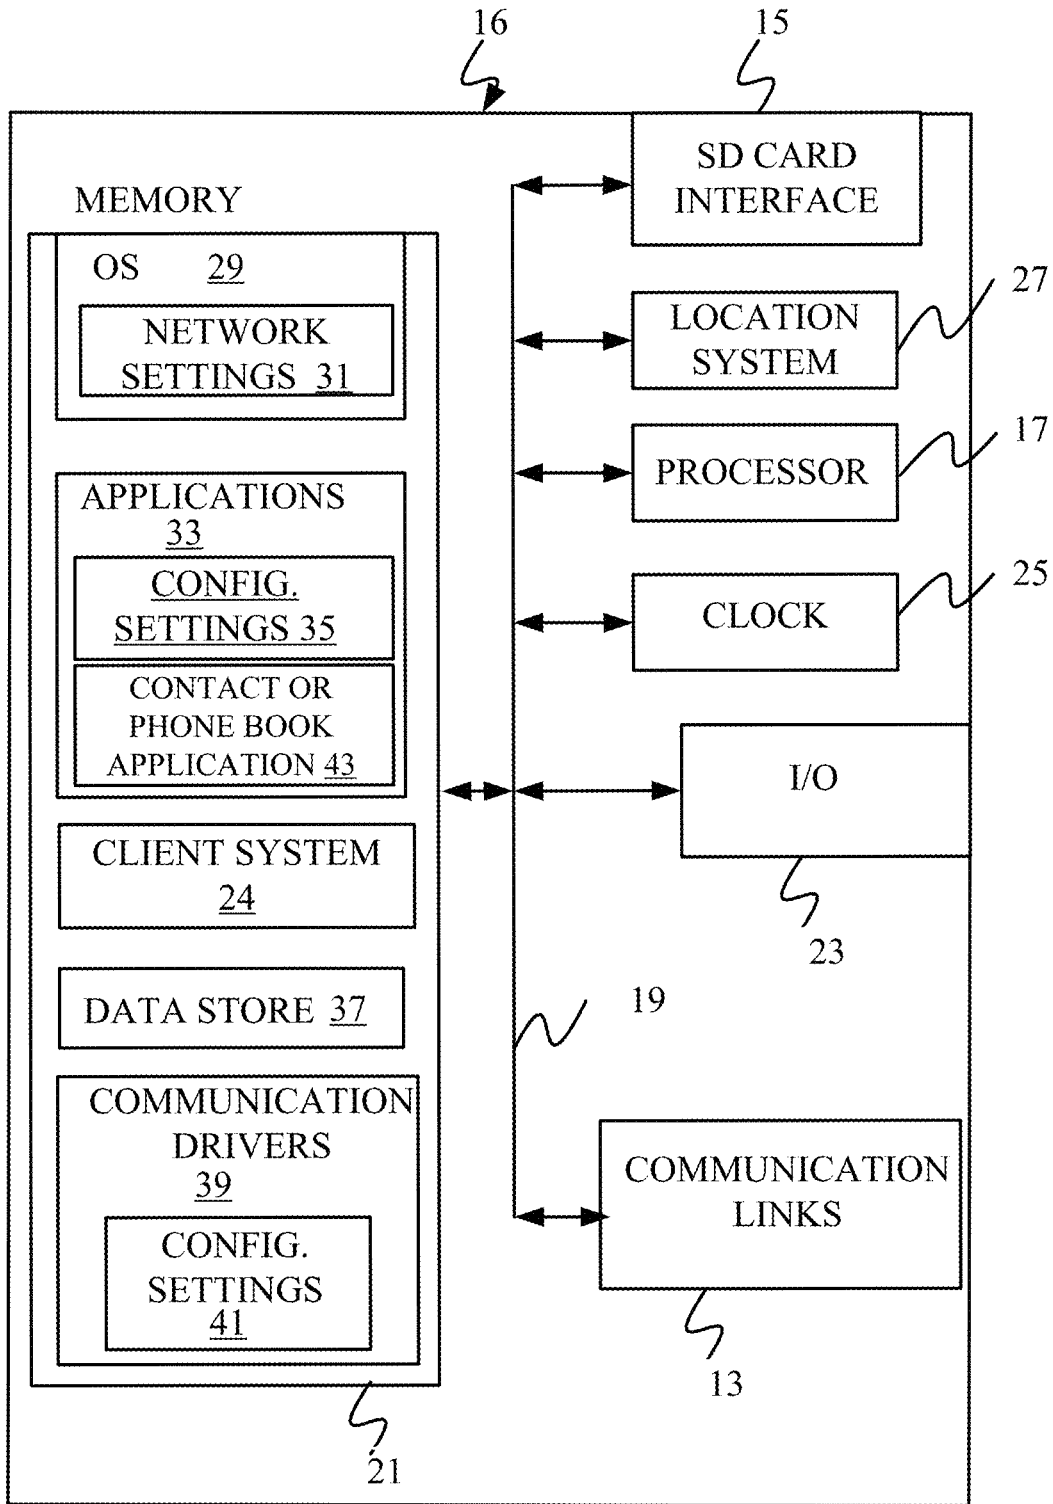 16
15
SD CARD
INTERFACE
MEMORY
OS 29
NETWORK
SETTINGS 31
27
LOCATION
SYSTEM
17
PROCESSOR
APPLICATIONS
33
CONFIG.
SETTINGS 35
CONTACT OR
PHONE BOOK
APPLICATION 43
25
CLOCK
I/O
23
CLIENT SYSTEM
24
DATA STORE 37
19
COMMUNICATION
DRIVERS
39
CONFIG.
SETTINGS
41
COMMUNICATION
LINKS
13
21